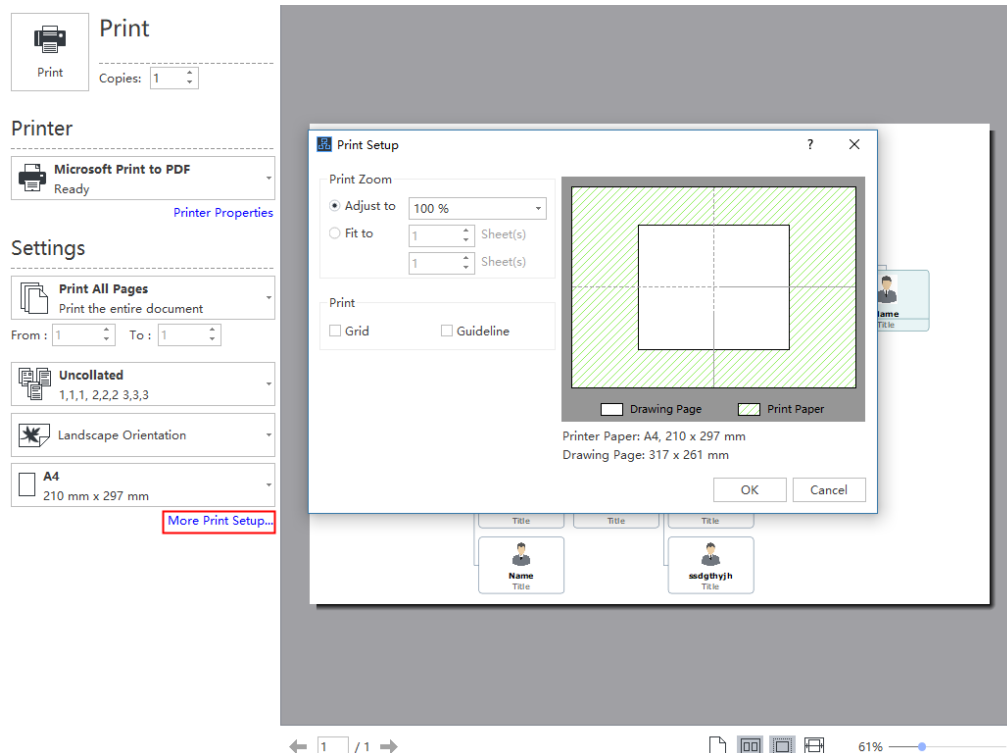 Print
Print
Copies: 1
Printer
Microsoft Print to PDF
Ready
Printer Properties
Settings
Print All Pages
Print the entire document
From : 1 To : 1
Uncollated
1,1,1, 2,2,2 3,3,3
Landscape Orientation
A4
210 mm x 297 mm
More Print Setup...
Print Setup
?
Print Zoom
Adjust to 100 %
Fit to 1 Sheet(s)
1 Sheet(s)
Print
Grid Guideline
Drawing Page Print Paper
Printer Paper: A4, 210 x 297 mm
Drawing Page: 317 x 261 mm
OK Cancel
Title
Title Title Title
Name
Title
ssdgthyjh
Title
1 / 1
61%